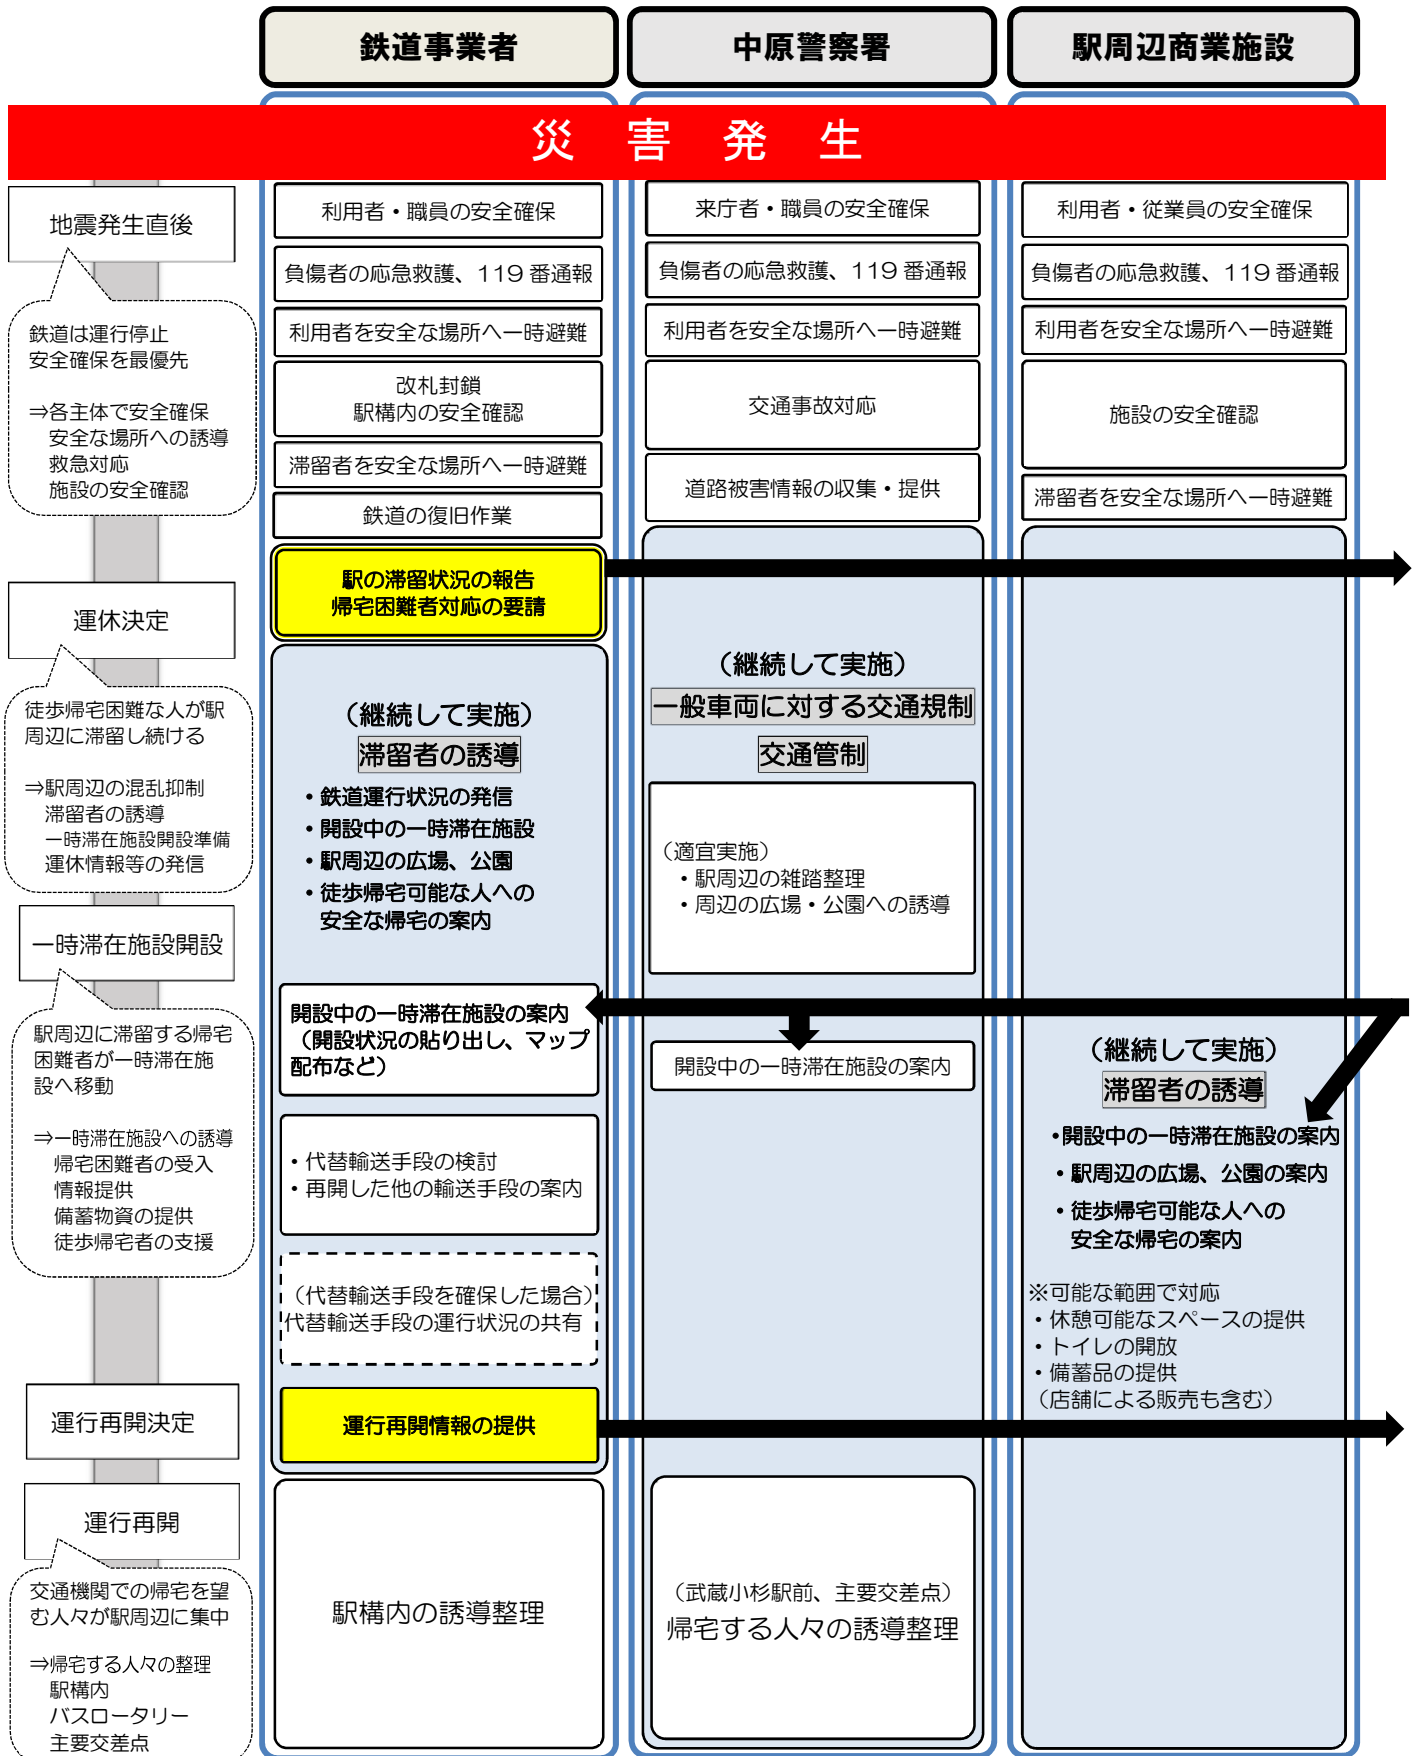 鉄道事業者
中原警察署
駅周辺商業施設
災害発生
地震発生直後
鉄道は運行停止
安全確保を最優先
⇒各主体で安全確保
安全な場所への誘導
救急対応
施設の安全確認
運休決定
徒歩帰宅困難な人が駅
周辺に滞留し続ける
⇒駅周辺の混乱抑制
滞留者の誘導
一時滞在施設開設準備
運休情報等の発信
一時滞在施設開設
駅周辺に滞留する帰宅
困難者が一時滞在施
設へ移動
⇒一時滞在施設への誘導
帰宅困難者の受入
情報提供
備蓄物資の提供
徒歩帰宅者の支援
運行再開決定
運行再開
交通機関での帰宅を望
む人々が駅周辺に集中
⇒帰宅する人々の整理
駅構内
バスロータリー
主要交差点
利用者・職員の安全確保
負傷者の応急救護、119番通報
利用者を安全な場所へ一時避難
改札封鎖
駅構内の安全確認
滞留者を安全な場所へ一時避難
鉄道の復旧作業
駅の滞留状況の報告
帰宅困難者対応の要請
（継続して実施）
滞留者の誘導
・鉄道運行状況の発信
・開設中の一時滞在施設
・駅周辺の広場、公園
・徒歩帰宅可能な人への
安全な帰宅の案内
開設中の一時滞在施設の案内
（開設状況の貼り出し、マップ
配布など）
・代替輸送手段の検討
・再開した他の輸送手段の案内
（代替輸送手段を確保した場合）
代替輸送手段の運行状況の共有
運行再開情報の提供
駅構内の誘導整理
来庁者・職員の安全確保
負傷者の応急救護、119番通報
利用者を安全な場所へ一時避難
交通事故対応
道路被害情報の収集・提供
（継続して実施）
一般車両に対する交通規制
交通管制
（適宜実施）
・駅周辺の雑踏整理
・周辺の広場・公園への誘導
開設中の一時滞在施設の案内
（武蔵小杉駅前、主要交差点）
帰宅する人々の誘導整理
利用者・従業員の安全確保
負傷者の応急救護、119番通報
利用者を安全な場所へ一時避難
施設の安全確認
滞留者を安全な場所へ一時避難
（継続して実施）
滞留者の誘導
・開設中の一時滞在施設の案内
・駅周辺の広場、公園の案内
・徒歩帰宅可能な人への
安全な帰宅の案内
※可能な範囲で対応
・休憩可能なスペースの提供
・トイレの開放
・備蓄品の提供
（店舗による販売も含む）